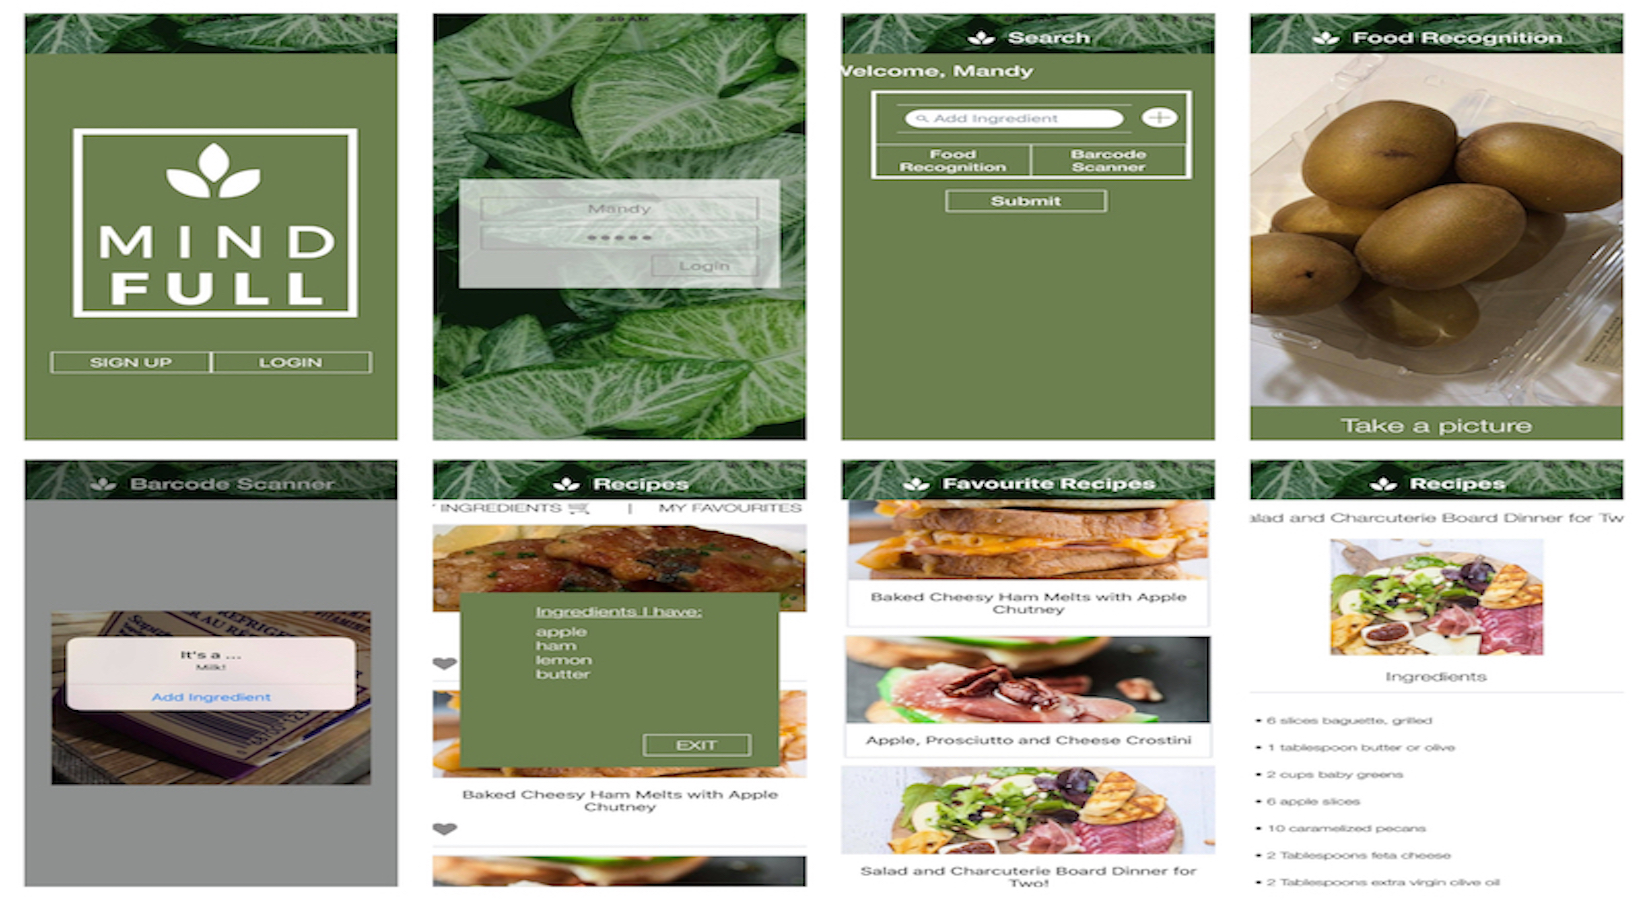 MIND
FULL
SIGN UP
LOGIN
Mandy
Login
Search
Welcome, Mandy
Add Ingredient
Food
Recognition
Barcode
Scanner
Submit
Food Recognition
Take a picture
Barcode Scanner
It's a ...
Milk!
Add Ingredient
Recipes
INGREDIENTS | MY FAVOURITES
Ingredients I have:
apple
ham
lemon
butter
EXIT
Baked Cheesy Ham Melts with Apple
Chutney
Favourite Recipes
Baked Cheesy Ham Melts with Apple
Chutney
Apple, Prosciutto and Cheese Crostini
Salad and Charcuterie Board Dinner for
Two!
Recipes
alad and Charcuterie Board Dinner for Tw
Ingredients
• 6 slices baguette, grilled
• 1 tablespoon butter or olive
• 2 cups baby greens
• 6 apple slices
• 10 caramelized pecans
• 2 Tablespoons feta cheese
• 2 Tablespoons extra virgin olive oil